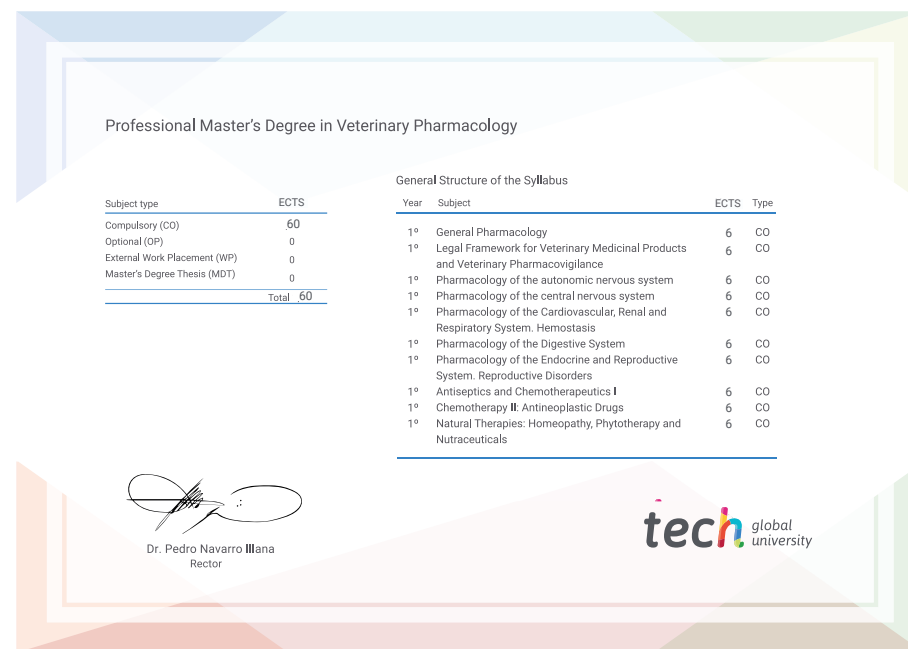 Professional Master's Degree in Veterinary Pharmacology
Subject type ECTS
Compulsory (CO) 60
Optional (OP) 0
External Work Placement (WP) 0
Master's Degree Thesis (MDT) 0
Total 60
General Structure of the Syllabus
Year Subject ECTS Type
1º General Pharmacology 6 CO
1º Legal Framework for Veterinary Medicinal Products 6 CO
and Veterinary Pharmacovigilance
1º Pharmacology of the autonomic nervous system 6 CO
1º Pharmacology of the central nervous system 6 CO
1º Pharmacology of the Cardiovascular, Renal and 6 CO
Respiratory System. Hemostasis
1º Pharmacology of the Digestive System 6 CO
1º Pharmacology of the Endocrine and Reproductive 6 CO
System. Reproductive Disorders
1º Antiseptics and Chemotherapeutics I 6 CO
1º Chemotherapy II: Antineoplastic Drugs 6 CO
1º Natural Therapies: Homeopathy, Phytotherapy and 6 CO
Nutraceuticals
Dr. Pedro Navarro Illana
Rector
tech global
university